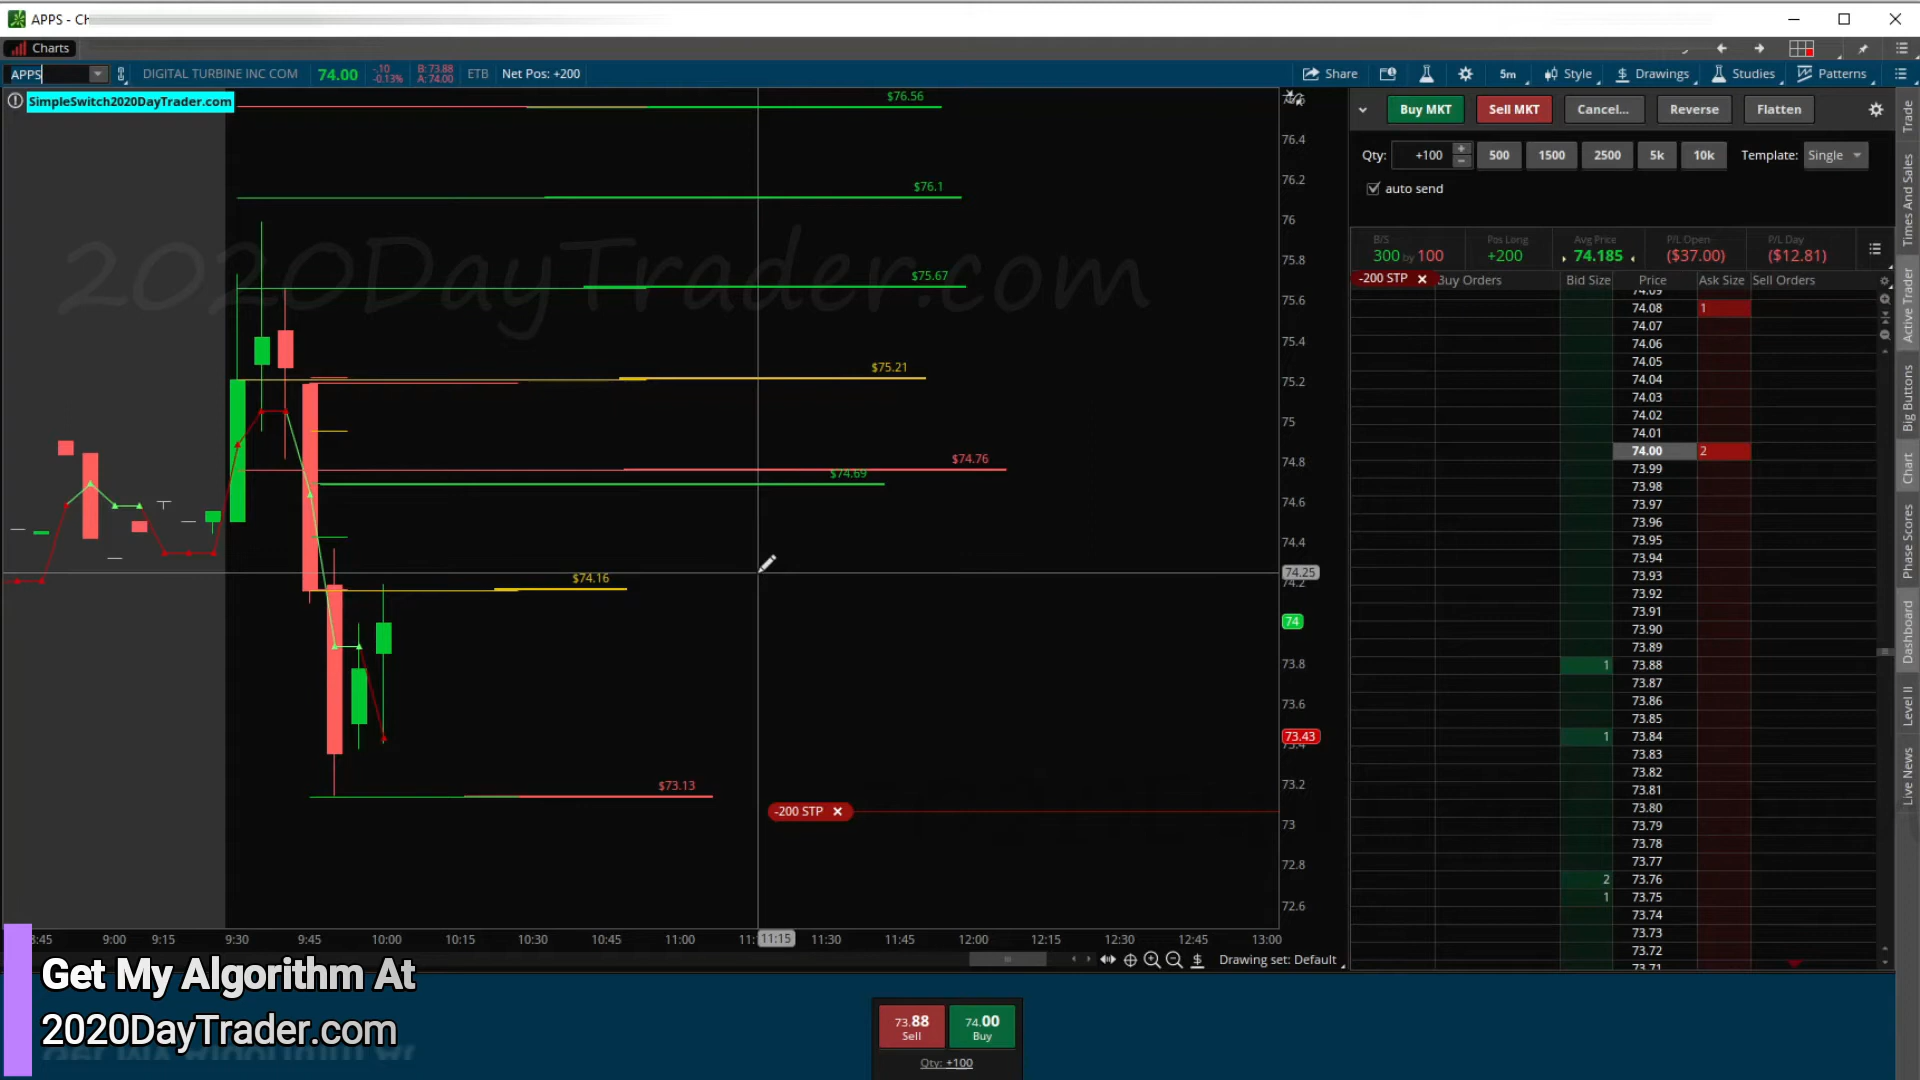 APPS - Ch
Charts
APPS DIGITAL TURBINE INC COM 74.00 -.10 -0.13% B: 73.88 A: 74.00 ETB Net Pos: +200 Share 5m Style Drawings Studies Patterns
SimpleSwitch2020DayTrader.com
2020DayTrader.com
$76.56
$76.1
$75.67
$75.21
$74.76
$74.69
$74.16
$73.13
-200 STP
76.4
76.2
76
75.8
75.6
75.4
75.2
75
74.8
74.6
74.4
74.25
74.2
74
73.8
73.6
73.43
73.4
73.2
73
72.8
72.6
9:00 9:15 9:30 9:45 10:00 10:15 10:30 10:45 11:00 11:15 11:30 11:45 12:00 12:15 12:30 12:45 13:00
Drawing set: Default
Buy MKT Sell MKT Cancel... Reverse Flatten
Qty: +100 500 1500 2500 5k 10k Template: Single
auto send
B/S Pos Long Avg Price P/L Open P/L Day
300 by 100 +200 74.185 ($37.00) ($12.81)
-200 STP Buy Orders Bid Size Price Ask Size Sell Orders
74.09
74.08 1
74.07
74.06
74.05
74.04
74.03
74.02
74.01
74.00 2
73.99
73.98
73.97
73.96
73.95
73.94
73.93
73.92
73.91
73.90
73.89
1 73.88
73.87
73.86
73.85
1 73.84
73.83
73.82
73.81
73.80
73.79
73.78
73.77
2 73.76
1 73.75
73.74
73.73
73.72
73.71
Trade
Times And Sales
Active Trader
Big Buttons
Chart
Phase Scores
Dashboard
Level II
Live News
Get My Algorithm At
2020DayTrader.com
73.88 Sell
74.00 Buy
Qty: +100